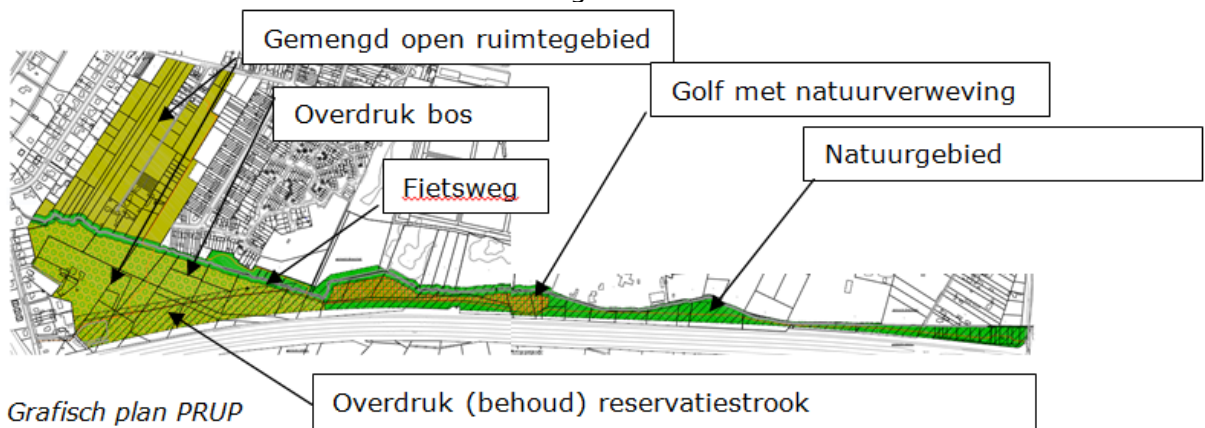 Gemengd open ruimtegebied
Golf met natuurverweving
Overdruk bos
Natuurgebied
Fietsweg
Overdruk (behoud) reservatiestrook
Grafisch plan PRUP